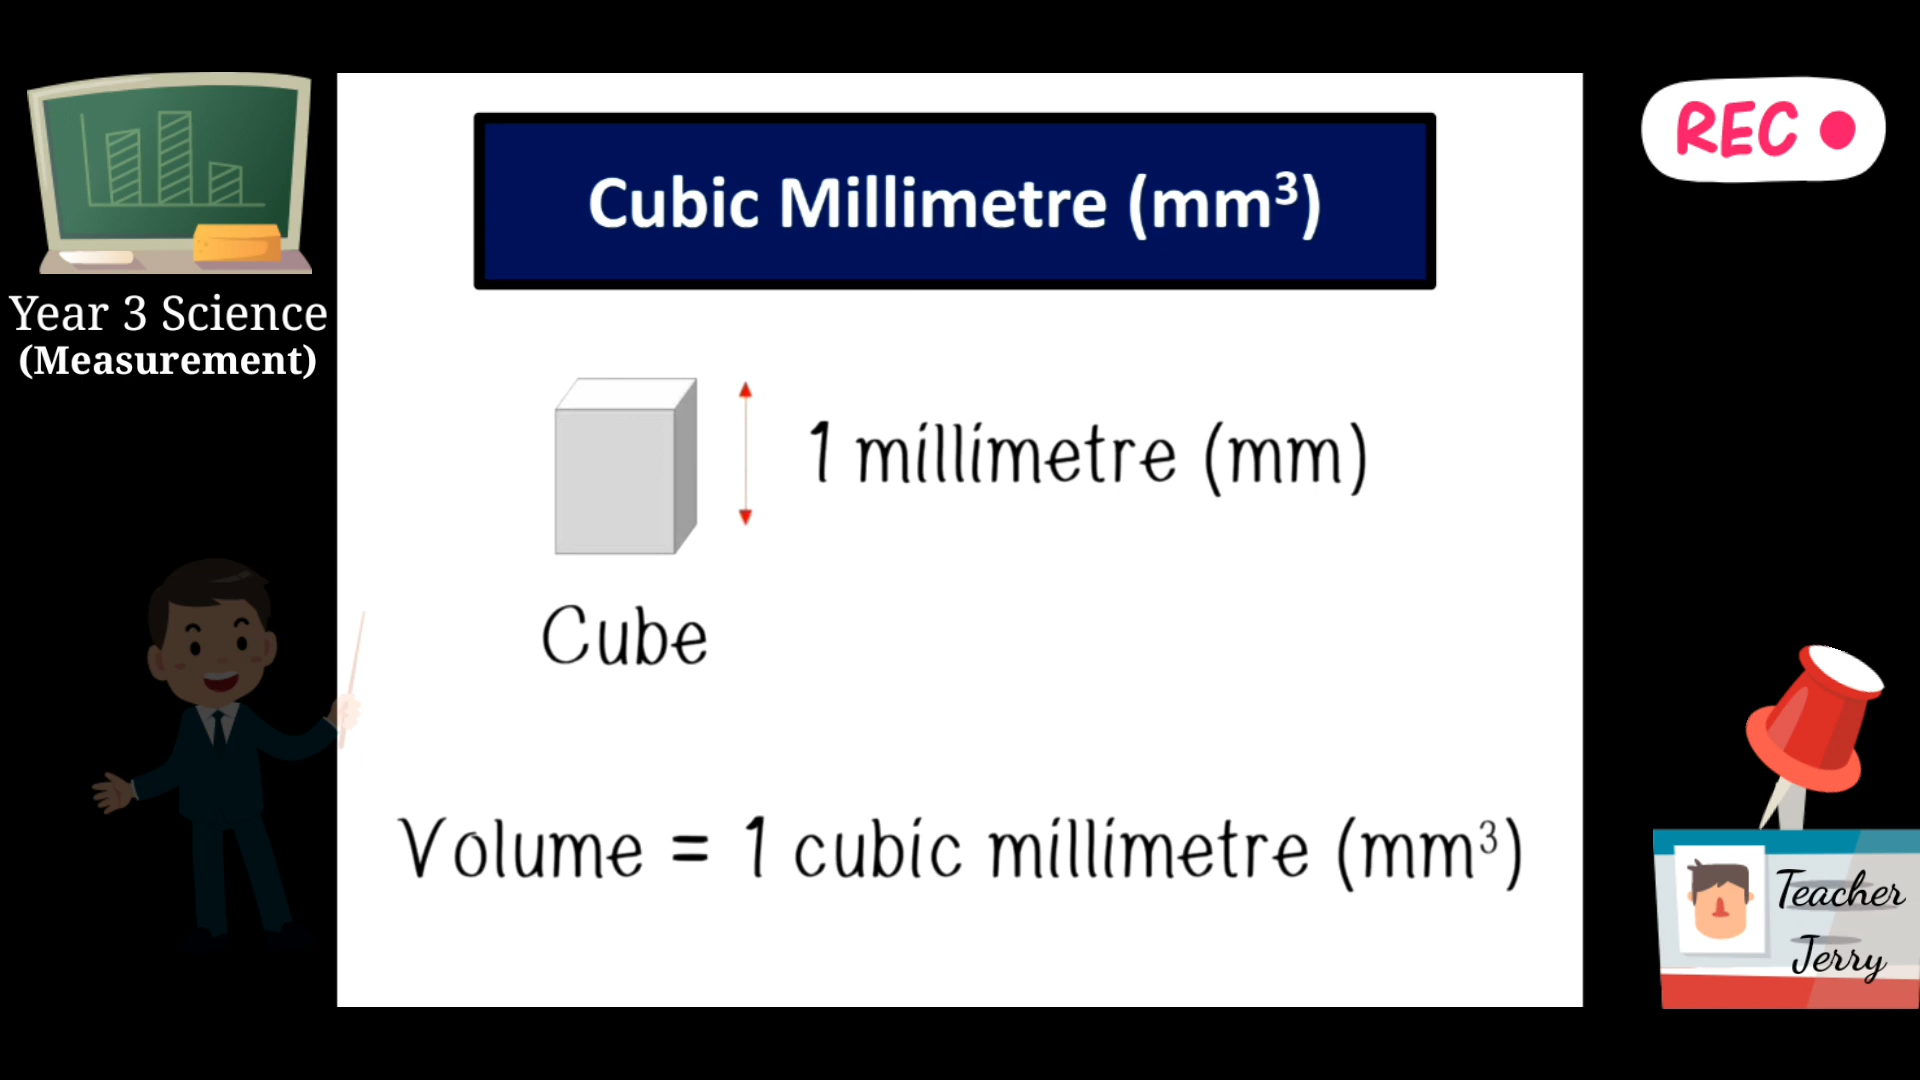 Year 3 Science
(Measurement)
Cubic Millimetre (mm³)
1 millimetre (mm)
Cube
Volume = 1 cubic millimetre (mm³)
REC
Teacher
Jerry